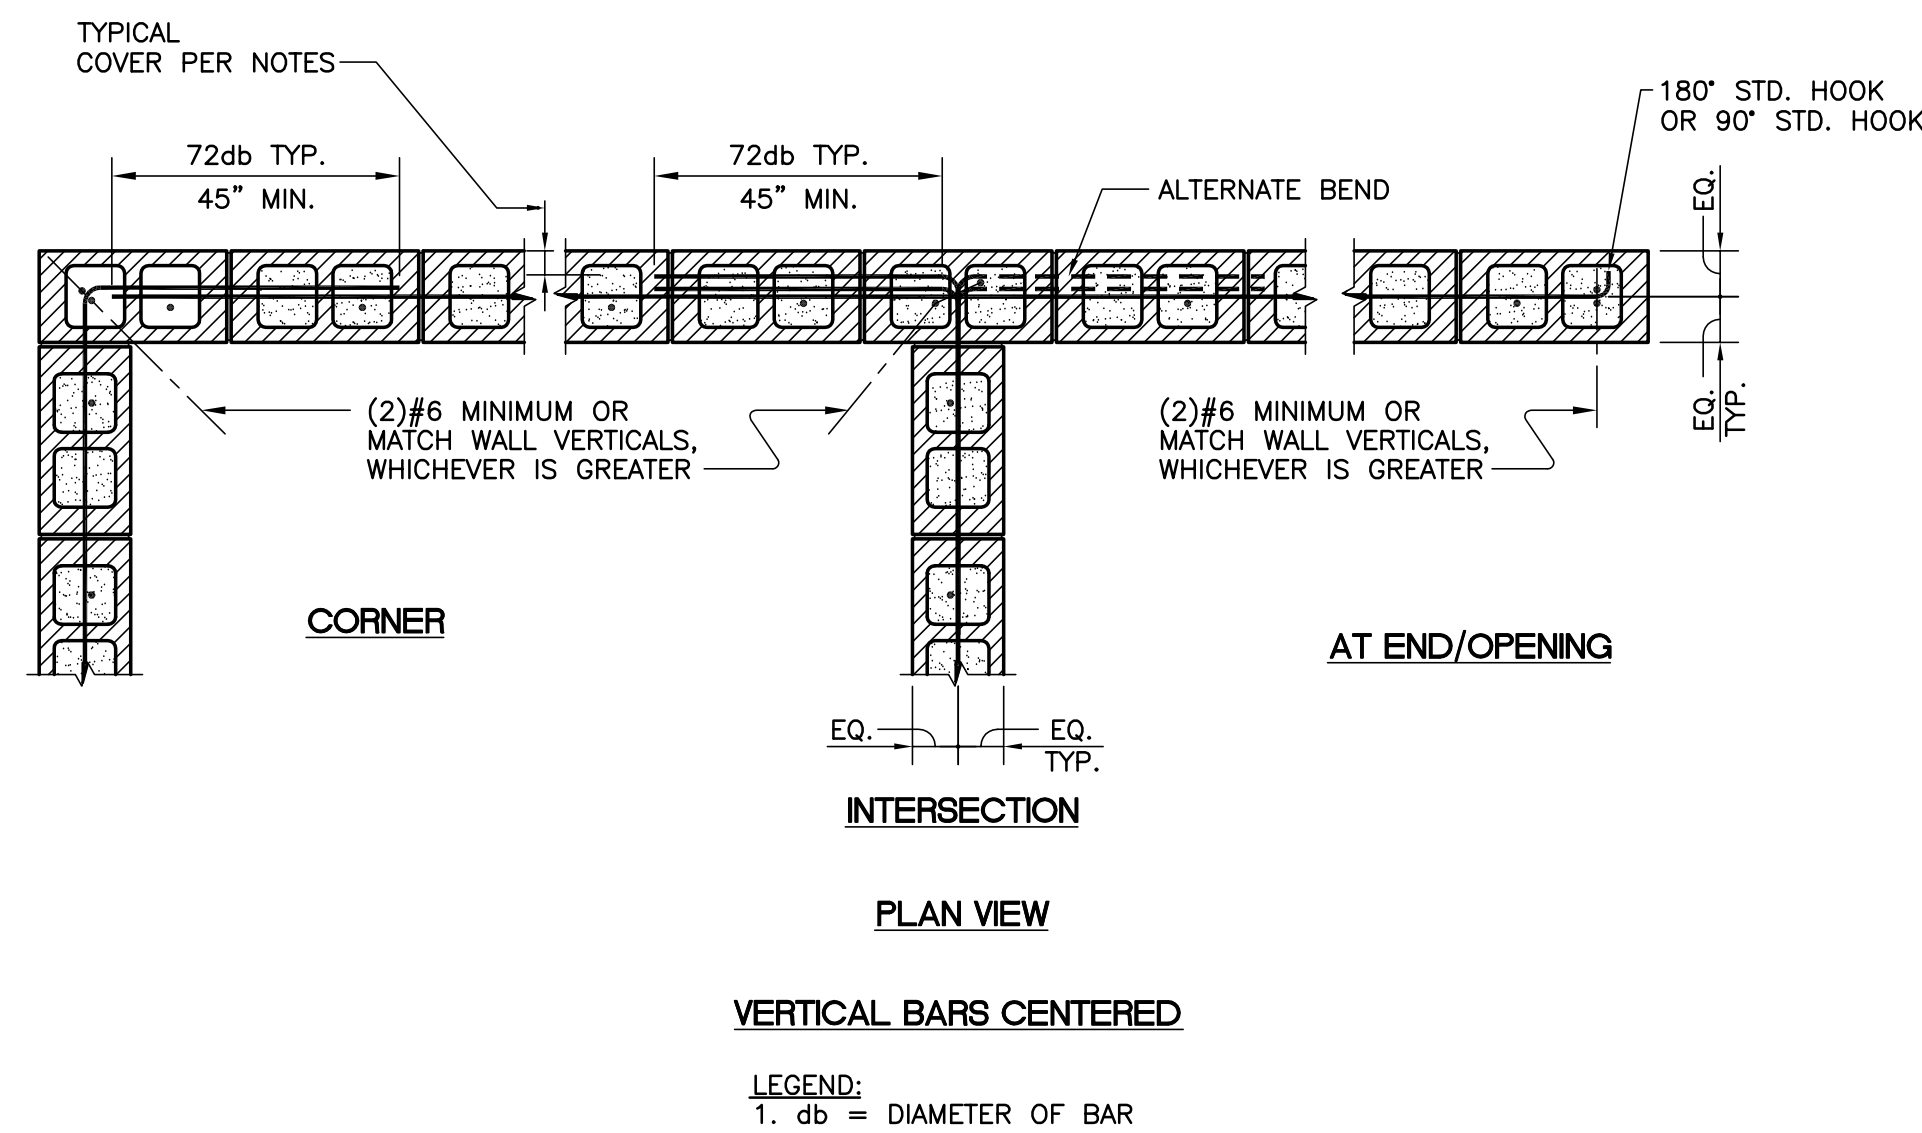 TYPICAL
COVER PER NOTES
180° STD. HOOK
OR 90° STD. HOOK
72db TYP.
45” MIN.
72db TYP.
45” MIN.
ALTERNATE BEND
EQ.
EQ.
TYP.
(2)#6 MINIMUM OR
MATCH WALL VERTICALS,
WHICHEVER IS GREATER
(2)#6 MINIMUM OR
MATCH WALL VERTICALS,
WHICHEVER IS GREATER
CORNER
AT END/OPENING
EQ.
EQ.
TYP.
INTERSECTION
PLAN VIEW
VERTICAL BARS CENTERED
LEGEND:
1. db = DIAMETER OF BAR